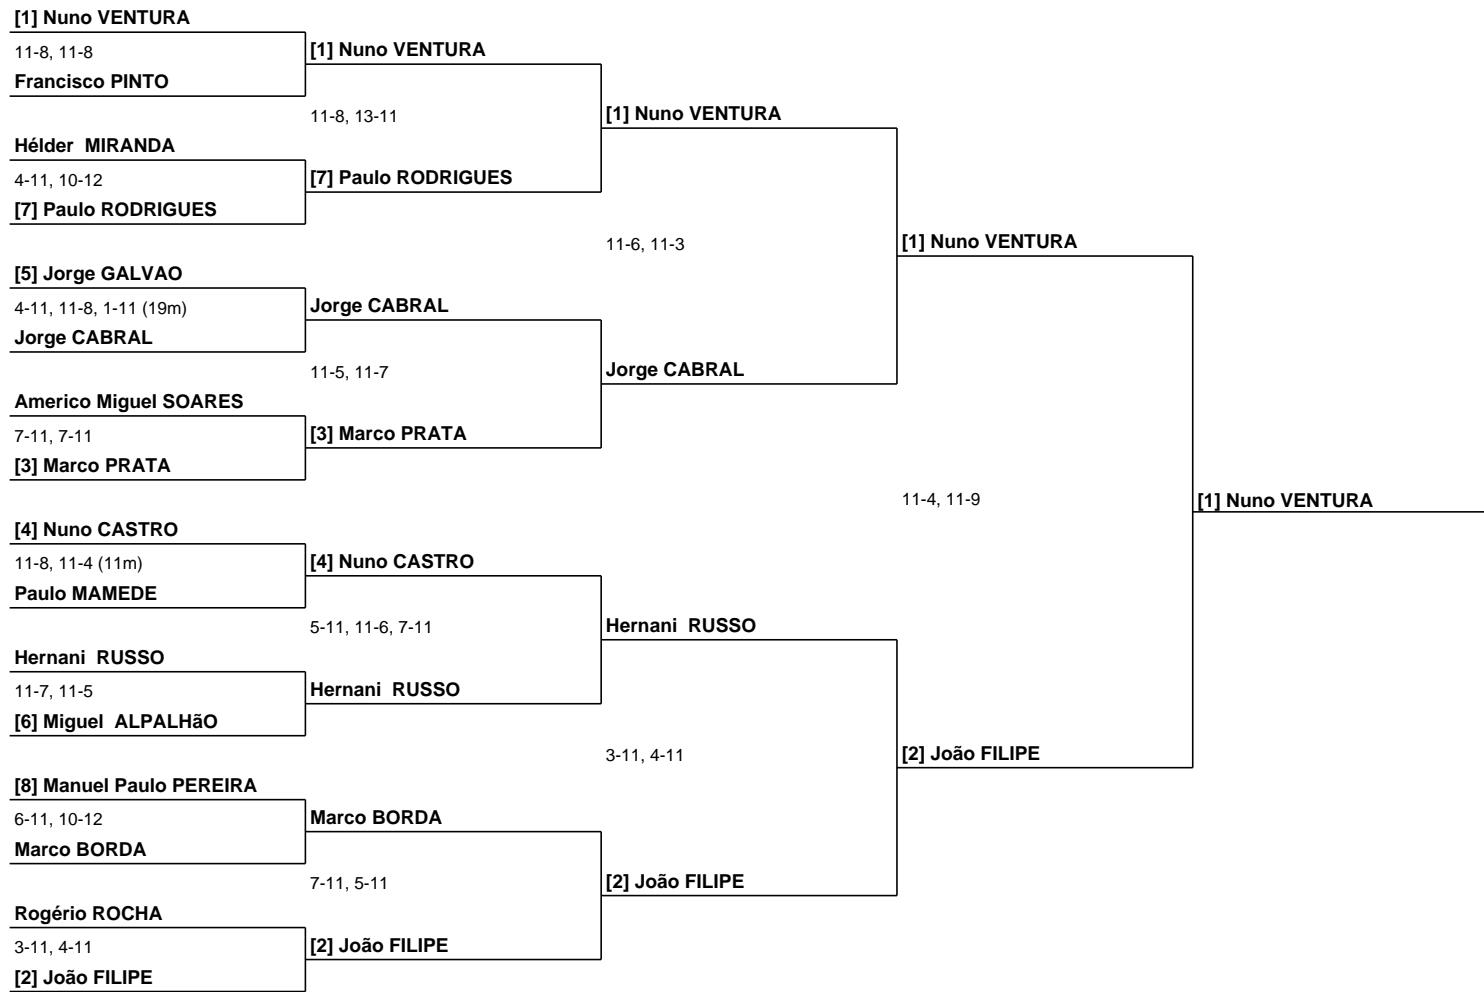 [1] Nuno VENTURA
11-8, 11-8
[1] Nuno VENTURA
Francisco PINTO
11-8, 13-11
[1] Nuno VENTURA
Hélder MIRANDA
4-11, 10-12
[7] Paulo RODRIGUES
[7] Paulo RODRIGUES
11-6, 11-3
[1] Nuno VENTURA
[5] Jorge GALVAO
4-11, 11-8, 1-11 (19m)
Jorge CABRAL
Jorge CABRAL
11-5, 11-7
Jorge CABRAL
Americo Miguel SOARES
7-11, 7-11
[3] Marco PRATA
[3] Marco PRATA
11-4, 11-9
[1] Nuno VENTURA
[4] Nuno CASTRO
11-8, 11-4 (11m)
[4] Nuno CASTRO
Paulo MAMEDE
5-11, 11-6, 7-11
Hernani RUSSO
Hernani RUSSO
11-7, 11-5
Hernani RUSSO
[6] Miguel ALPALHãO
3-11, 4-11
[2] João FILIPE
[8] Manuel Paulo PEREIRA
6-11, 10-12
Marco BORDA
Marco BORDA
7-11, 5-11
[2] João FILIPE
Rogério ROCHA
3-11, 4-11
[2] João FILIPE
[2] João FILIPE